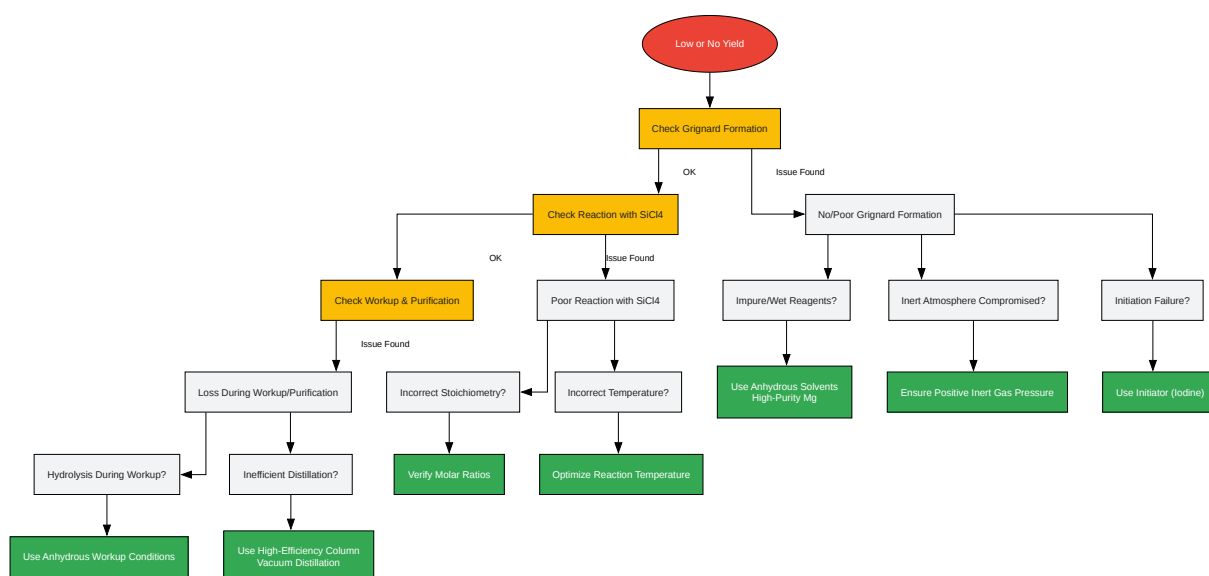 Low or No Yield
Check Grignard Formation
OK
Issue Found
Check Reaction with SiCl4
No/Poor Grignard Formation
OK
Issue Found
Check Workup & Purification
Poor Reaction with SiCl4
Impure/Wet Reagents?
Inert Atmosphere Compromised?
Initiation Failure?
Issue Found
Loss During Workup/Purification
Incorrect Stoichiometry?
Incorrect Temperature?
Use Anhydrous Solvents
High-Purity Mg
Ensure Positive Inert Gas Pressure
Use Initiator (Iodine)
Hydrolysis During Workup?
Inefficient Distillation?
Verify Molar Ratios
Optimize Reaction Temperature
Use Anhydrous Workup Conditions
Use High-Efficiency Column
Vacuum Distillation